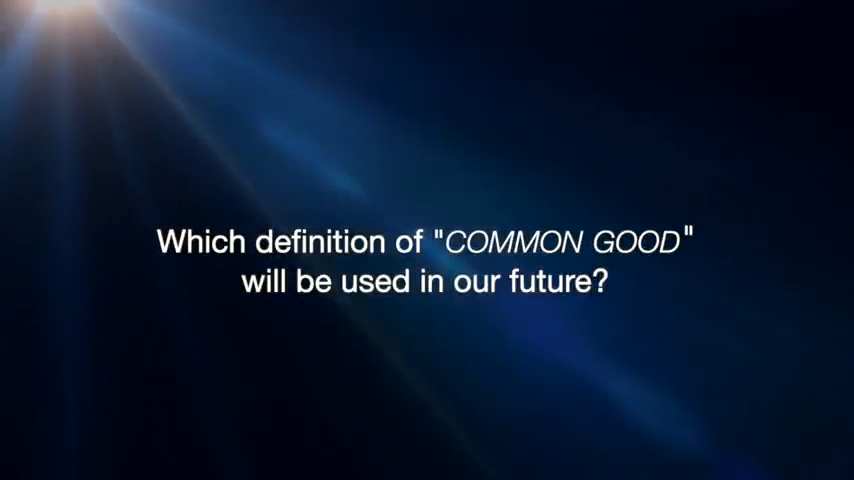 Which definition of "COMMON GOOD"
will be used in our future?